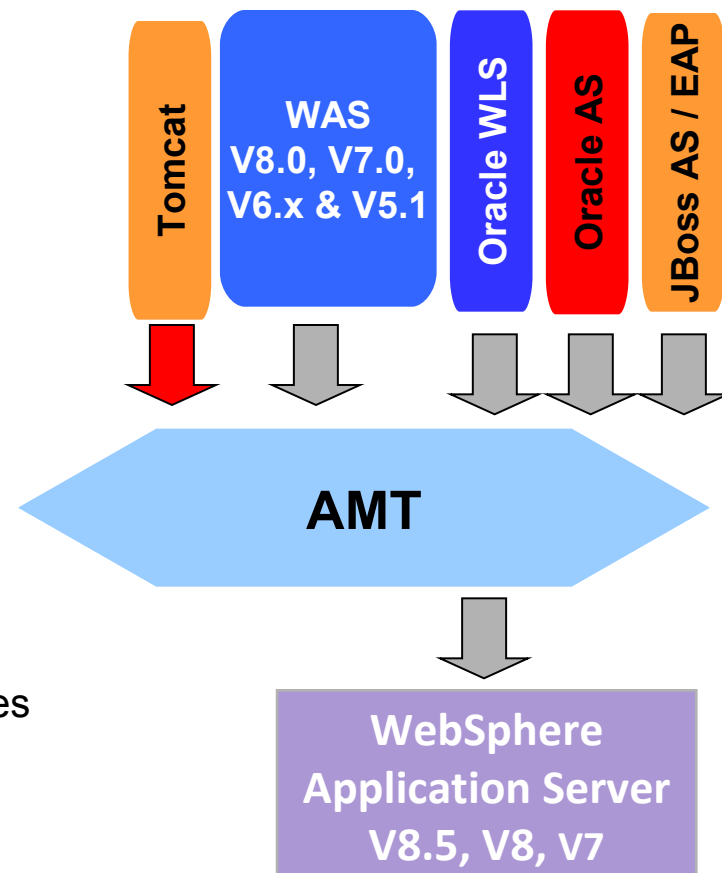 Tomcat
WAS
V8.0, V7.0,
V6.x & V5.1
Oracle WLS
Oracle AS
JBoss AS / EAP
AMT
es
WebSphere
Application Server
V8.5, V8, V7